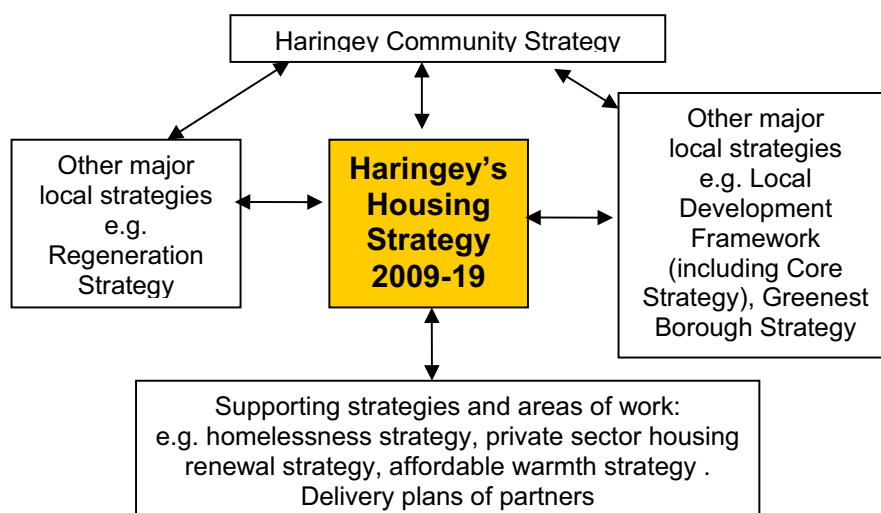 Haringey Community Strategy
Other major
local strategies
e.g.
Regeneration
Strategy
Haringey’s
Housing
Strategy
2009-19
Other major
local strategies
e.g. Local
Development
Framework
(including Core
Strategy), Greenest
Borough Strategy
Supporting strategies and areas of work:
e.g. homelessness strategy, private sector housing
renewal strategy, affordable warmth strategy .
Delivery plans of partners